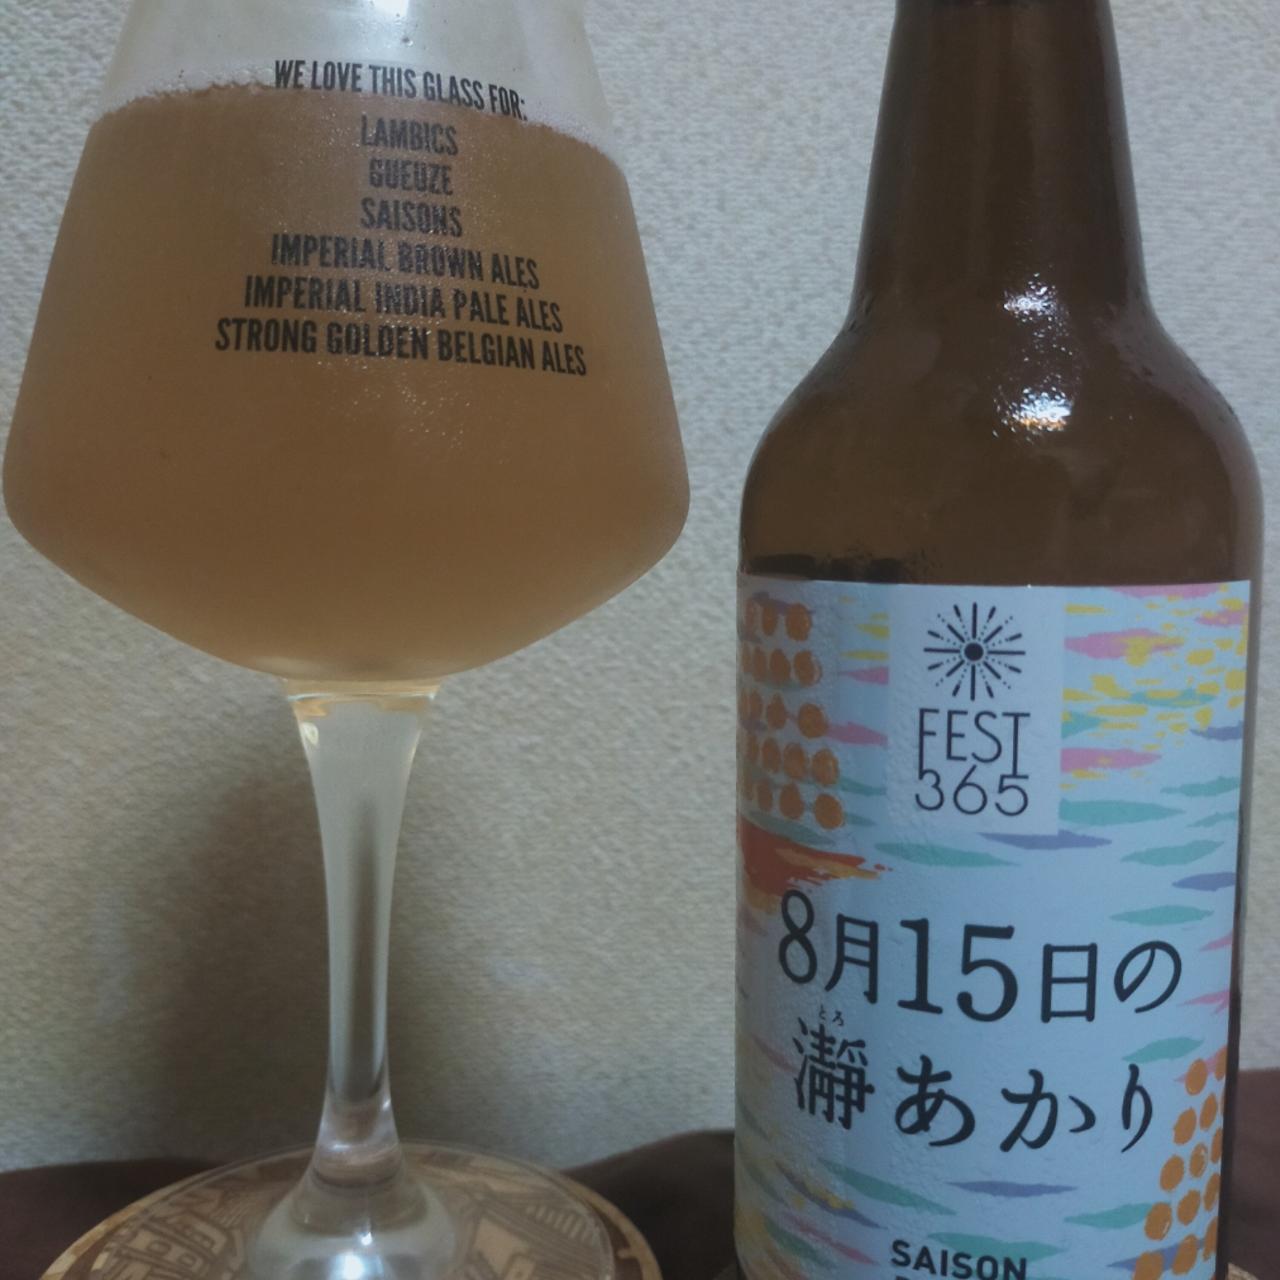 WE LOVE THIS GLASS FOR:
LAMBICS
GUEUZE
SAISONS
IMPERIAL BROWN ALES
IMPERIAL INDIA PALE ALES
STRONG GOLDEN BELGIAN ALES
FEST
365
8月15日の
とろ
瀞あかり
SAISON